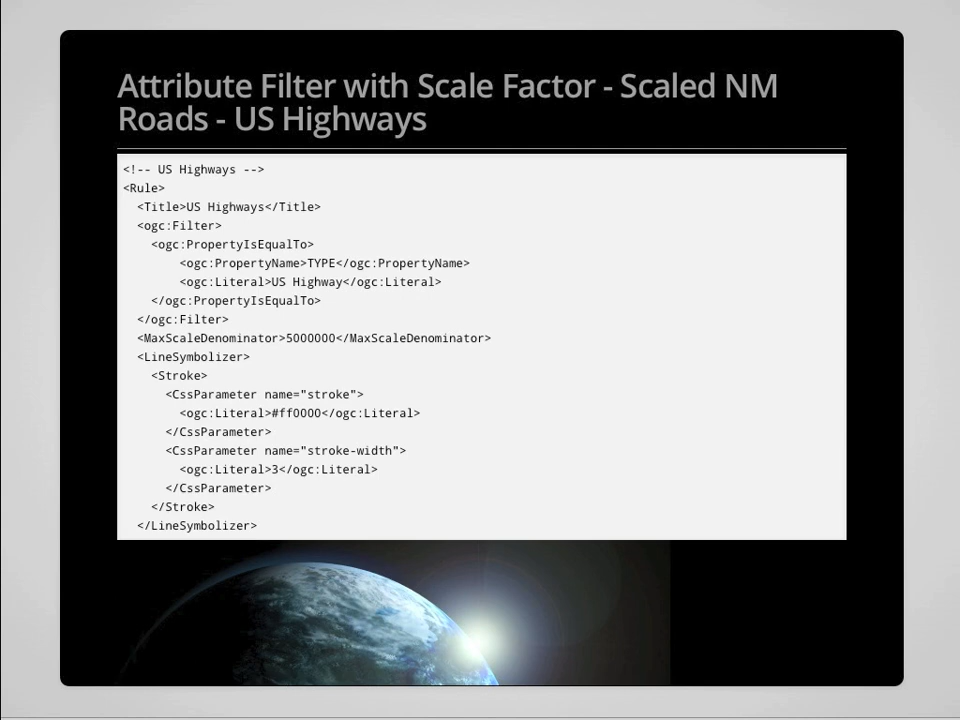 Attribute Filter with Scale Factor - Scaled NM
Roads - US Highways
<!-- US Highways -->
<Rule>
  <Title>US Highways</Title>
  <ogc:Filter>
    <ogc:PropertyIsEqualTo>
        <ogc:PropertyName>TYPE</ogc:PropertyName>
        <ogc:Literal>US Highway</ogc:Literal>
    </ogc:PropertyIsEqualTo>
  </ogc:Filter>
  <MaxScaleDenominator>5000000</MaxScaleDenominator>
  <LineSymbolizer>
    <Stroke>
      <CssParameter name="stroke">
        <ogc:Literal>#ff0000</ogc:Literal>
      </CssParameter>
      <CssParameter name="stroke-width">
        <ogc:Literal>3</ogc:Literal>
      </CssParameter>
    </Stroke>
  </LineSymbolizer>